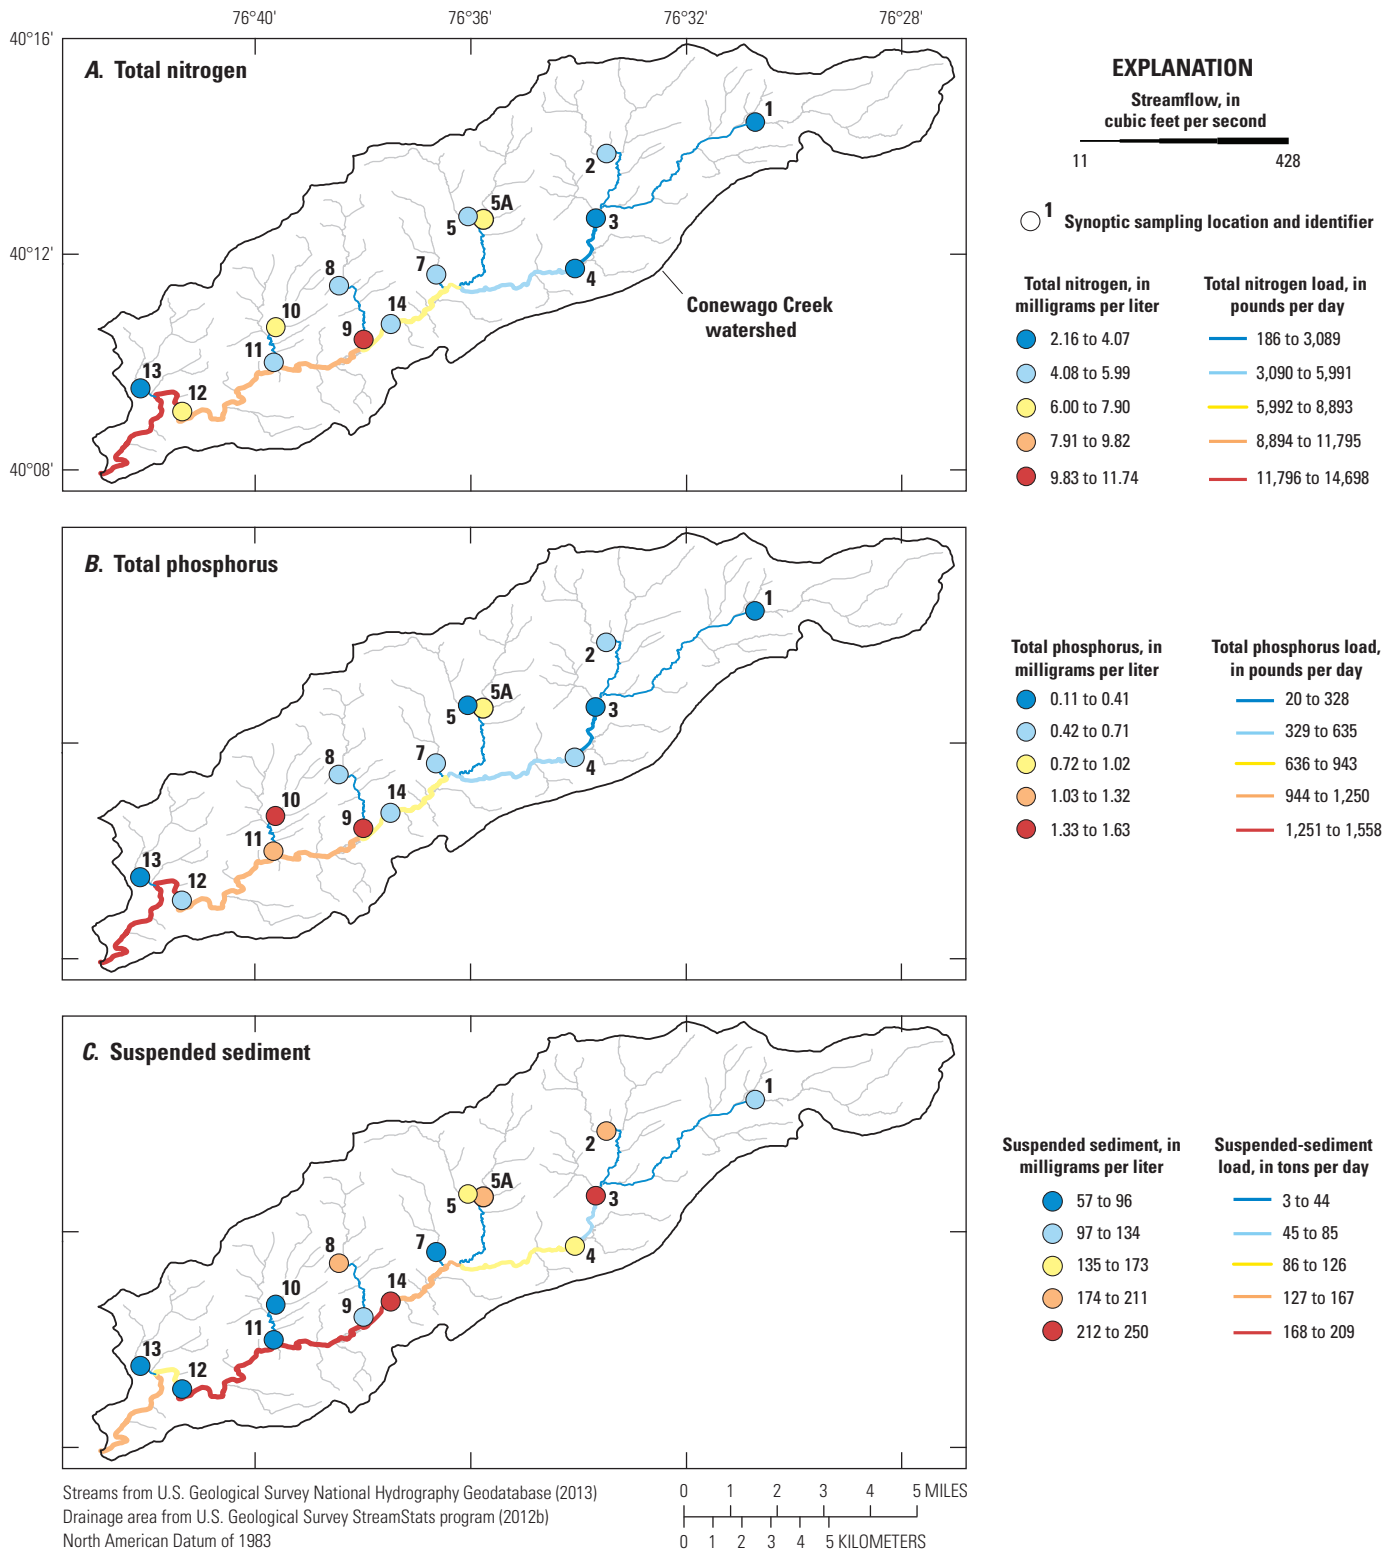 76°40'
76°36'
76°32'
76°28'
40°16'
40°12'
40°08'
A. Total nitrogen
1
2
3
4
5
5A
7
8
9
10
11
12
13
14
Conewago Creek
watershed
EXPLANATION
Streamflow, in
cubic feet per second
11 428
1 Synoptic sampling location and identifier
Total nitrogen, in
milligrams per liter
2.16 to 4.07
4.08 to 5.99
6.00 to 7.90
7.91 to 9.82
9.83 to 11.74
Total nitrogen load, in
pounds per day
186 to 3,089
3,090 to 5,991
5,992 to 8,893
8,894 to 11,795
11,796 to 14,698
B. Total phosphorus
1
2
3
4
5
5A
7
8
9
10
11
12
13
14
Total phosphorus, in
milligrams per liter
0.11 to 0.41
0.42 to 0.71
0.72 to 1.02
1.03 to 1.32
1.33 to 1.63
Total phosphorus load,
in pounds per day
20 to 328
329 to 635
636 to 943
944 to 1,250
1,251 to 1,558
C. Suspended sediment
1
2
3
4
5
5A
7
8
9
10
11
12
13
14
Suspended sediment, in
milligrams per liter
57 to 96
97 to 134
135 to 173
174 to 211
212 to 250
Suspended-sediment
load, in tons per day
3 to 44
45 to 85
86 to 126
127 to 167
168 to 209
Streams from U.S. Geological Survey National Hydrography Geodatabase (2013)
Drainage area from U.S. Geological Survey StreamStats program (2012b)
North American Datum of 1983
0 1 2 3 4 5 MILES
0 1 2 3 4 5 KILOMETERS